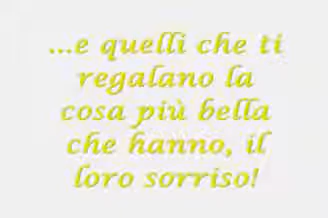 ...e quelli che ti
regalano la
cosa più bella
che hanno, il
loro sorriso!